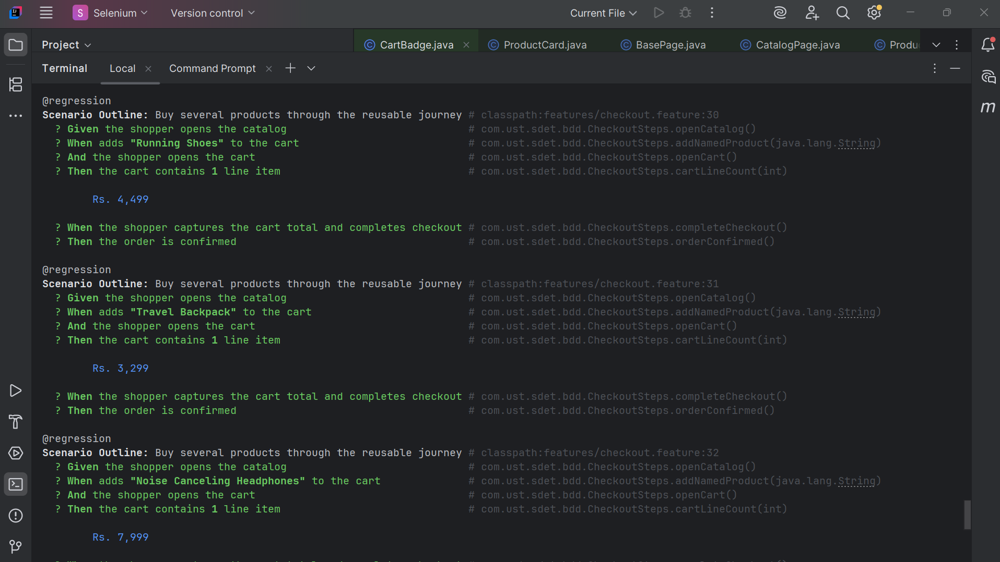 S Selenium Version control Current File
Project CartBadge.java ProductCard.java BasePage.java CatalogPage.java Produ
Terminal Local Command Prompt
@regression
Scenario Outline: Buy several products through the reusable journey # classpath:features/checkout.feature:30
? Given the shopper opens the catalog # com.ust.sdet.bdd.CheckoutSteps.openCatalog()
? When adds "Running Shoes" to the cart # com.ust.sdet.bdd.CheckoutSteps.addNamedProduct(java.lang.String)
? And the shopper opens the cart # com.ust.sdet.bdd.CheckoutSteps.openCart()
? Then the cart contains 1 line item # com.ust.sdet.bdd.CheckoutSteps.cartLineCount(int)
Rs. 4,499
? When the shopper captures the cart total and completes checkout # com.ust.sdet.bdd.CheckoutSteps.completeCheckout()
? Then the order is confirmed # com.ust.sdet.bdd.CheckoutSteps.orderConfirmed()
@regression
Scenario Outline: Buy several products through the reusable journey # classpath:features/checkout.feature:31
? Given the shopper opens the catalog # com.ust.sdet.bdd.CheckoutSteps.openCatalog()
? When adds "Travel Backpack" to the cart # com.ust.sdet.bdd.CheckoutSteps.addNamedProduct(java.lang.String)
? And the shopper opens the cart # com.ust.sdet.bdd.CheckoutSteps.openCart()
? Then the cart contains 1 line item # com.ust.sdet.bdd.CheckoutSteps.cartLineCount(int)
Rs. 3,299
? When the shopper captures the cart total and completes checkout # com.ust.sdet.bdd.CheckoutSteps.completeCheckout()
? Then the order is confirmed # com.ust.sdet.bdd.CheckoutSteps.orderConfirmed()
@regression
Scenario Outline: Buy several products through the reusable journey # classpath:features/checkout.feature:32
? Given the shopper opens the catalog # com.ust.sdet.bdd.CheckoutSteps.openCatalog()
? When adds "Noise Canceling Headphones" to the cart # com.ust.sdet.bdd.CheckoutSteps.addNamedProduct(java.lang.String)
? And the shopper opens the cart # com.ust.sdet.bdd.CheckoutSteps.openCart()
? Then the cart contains 1 line item # com.ust.sdet.bdd.CheckoutSteps.cartLineCount(int)
Rs. 7,999